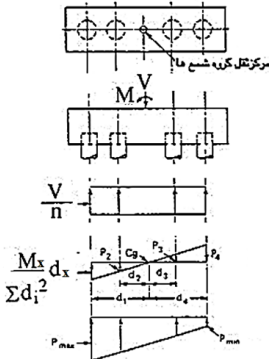 مرکز ثقل گروه شمع ها
V
M
V
n
P₂ Cg P₃ P₄
Mx dx
Σdi²
d₂ d₃
d₁ d₄
Pmax Pmin